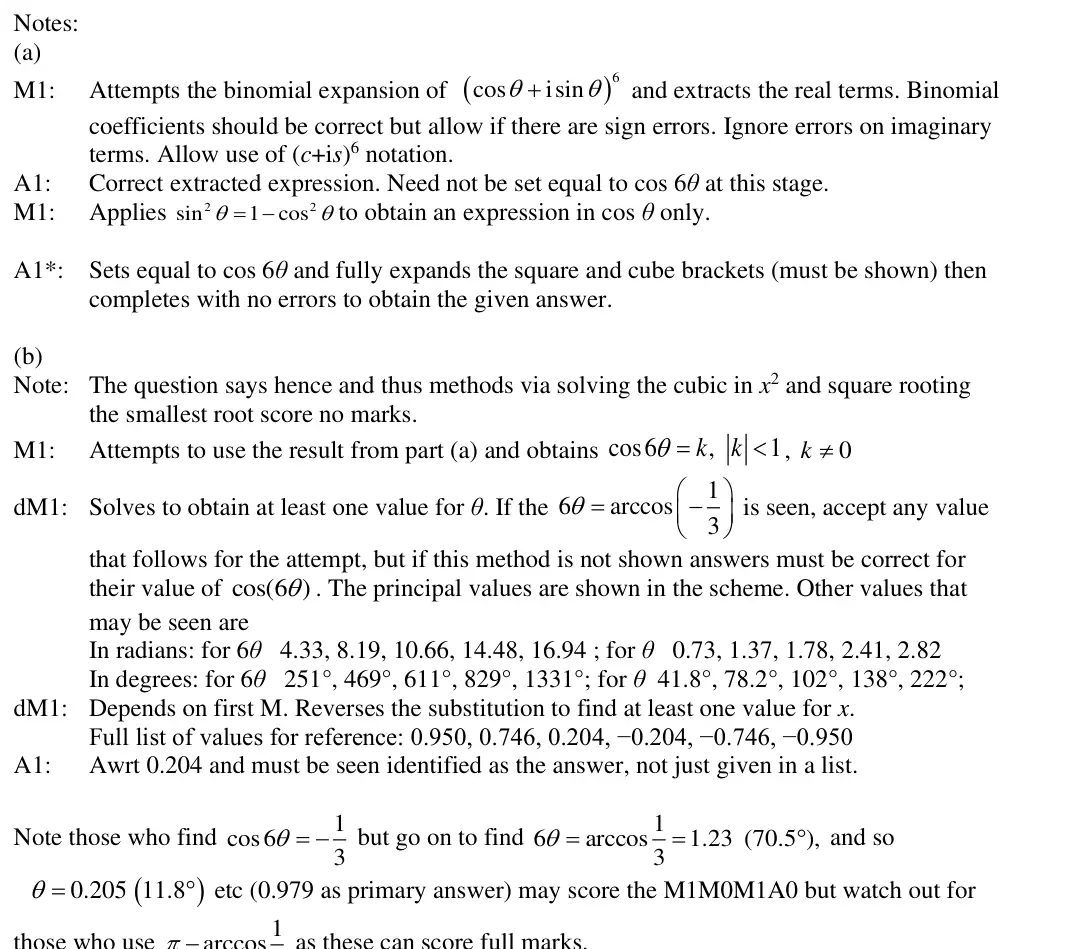 Notes:
(a)
M1: Attempts the binomial expansion of (cosθ + i sin θ)⁶ and extracts the real terms. Binomial
coefficients should be correct but allow if there are sign errors. Ignore errors on imaginary
terms. Allow use of (c+is)⁶ notation.
A1: Correct extracted expression. Need not be set equal to cos 6θ at this stage.
M1: Applies sin² θ = 1 − cos² θ to obtain an expression in cos θ only.
A1*: Sets equal to cos 6θ and fully expands the square and cube brackets (must be shown) then
completes with no errors to obtain the given answer.
(b)
Note: The question says hence and thus methods via solving the cubic in x² and square rooting
the smallest root score no marks.
M1: Attempts to use the result from part (a) and obtains cos 6θ = k, |k| < 1, k ≠ 0
dM1: Solves to obtain at least one value for θ. If the 6θ = arccos(−1/3) is seen, accept any value
that follows for the attempt, but if this method is not shown answers must be correct for
their value of cos(6θ). The principal values are shown in the scheme. Other values that
may be seen are
In radians: for 6θ 4.33, 8.19, 10.66, 14.48, 16.94 ; for θ 0.73, 1.37, 1.78, 2.41, 2.82
In degrees: for 6θ 251°, 469°, 611°, 829°, 1331°; for θ 41.8°, 78.2°, 102°, 138°, 222°;
dM1: Depends on first M. Reverses the substitution to find at least one value for x.
Full list of values for reference: 0.950, 0.746, 0.204, −0.204, −0.746, −0.950
A1: Awrt 0.204 and must be seen identified as the answer, not just given in a list.
Note those who find cos 6θ = −1/3 but go on to find 6θ = arccos 1/3 = 1.23 (70.5°), and so
θ = 0.205 (11.8°) etc (0.979 as primary answer) may score the M1M0M1A0 but watch out for
those who use π − arccos 1/ as these can score full marks.